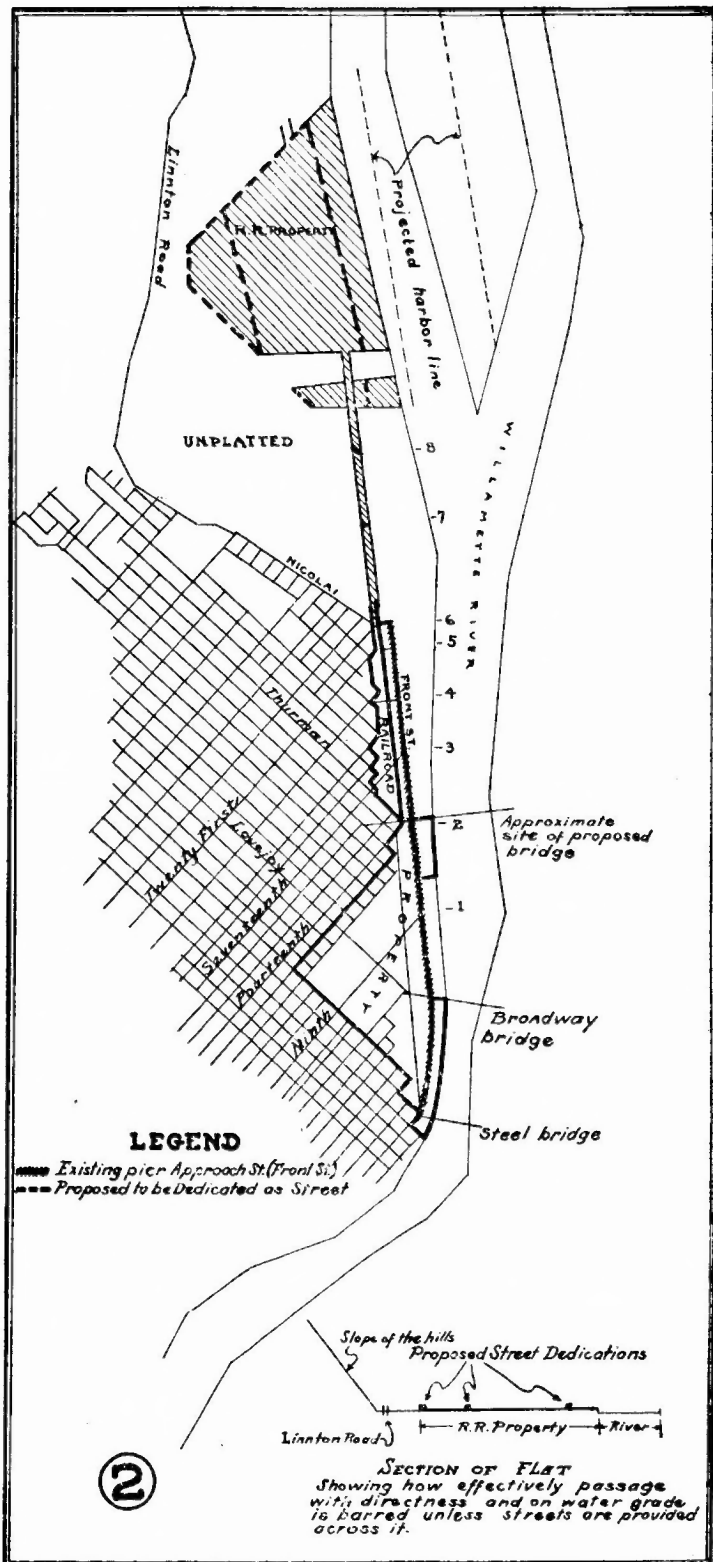 Linnton Road
R.R. PROPERTY
Projected harbor line
UNPLATTED
8
WILLAMETTE RIVER
7
NICOLAI
6
5
FRONT ST.
4
Thurman
RAILROAD
3
2
Approximate
site of proposed
bridge
Twenty First
Lovejoy
PROPERTY
1
Seventeenth
Fourteenth
Ninth
Broadway
bridge
Steel bridge
LEGEND
Existing pier Approach St. (Front St.)
Proposed to be Dedicated as Street
Slope of the hills
Proposed Street Dedications
Linnton Road
R.R. Property
River
2
SECTION OF FLAT
Showing how effectively passage
with directness and on water grade
is barred unless streets are provided
across it.